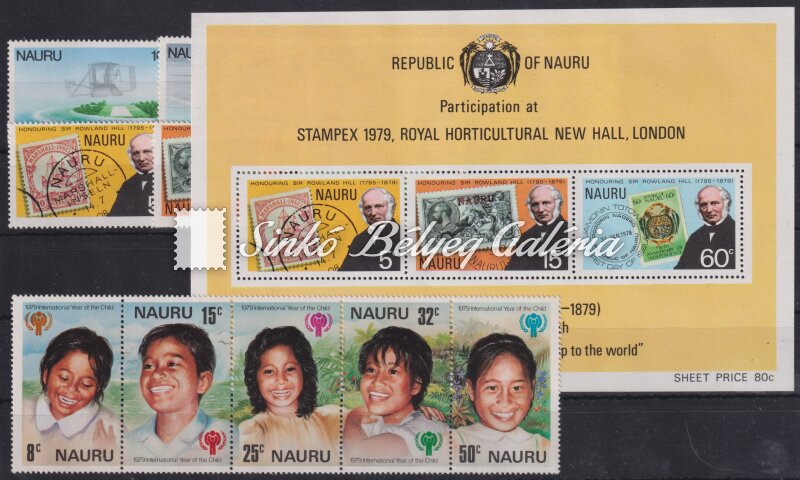 NAURU
HONOURING SIR ROWLAND HILL (1795-1879)
NAURU
NAURU
MARSHALL-INSELN
14.7
REPUBLIC OF NAURU
Participation at
STAMPEX 1979, ROYAL HORTICULTURAL NEW HALL, LONDON
HONOURING SIR ROWLAND HILL (1795-1879)
NAURU
5
HONOURING SIR ROWLAND HILL (1795-1879)
NAURU
NAURU
15
HONOURING SIR ROWLAND HILL (1795-1879)
NAURU
60c
Sinkó Bélyeg Galéria
-1879)
p to the world"
SHEET PRICE 80c
1979 International Year of the Child
8c
NAURU 15c
1979 International Year of the Child
1979 International Year of the Child
25c NAURU
NAURU 32c
1979 International Year of the Child
1979 International Year of the Child
50c NAURU